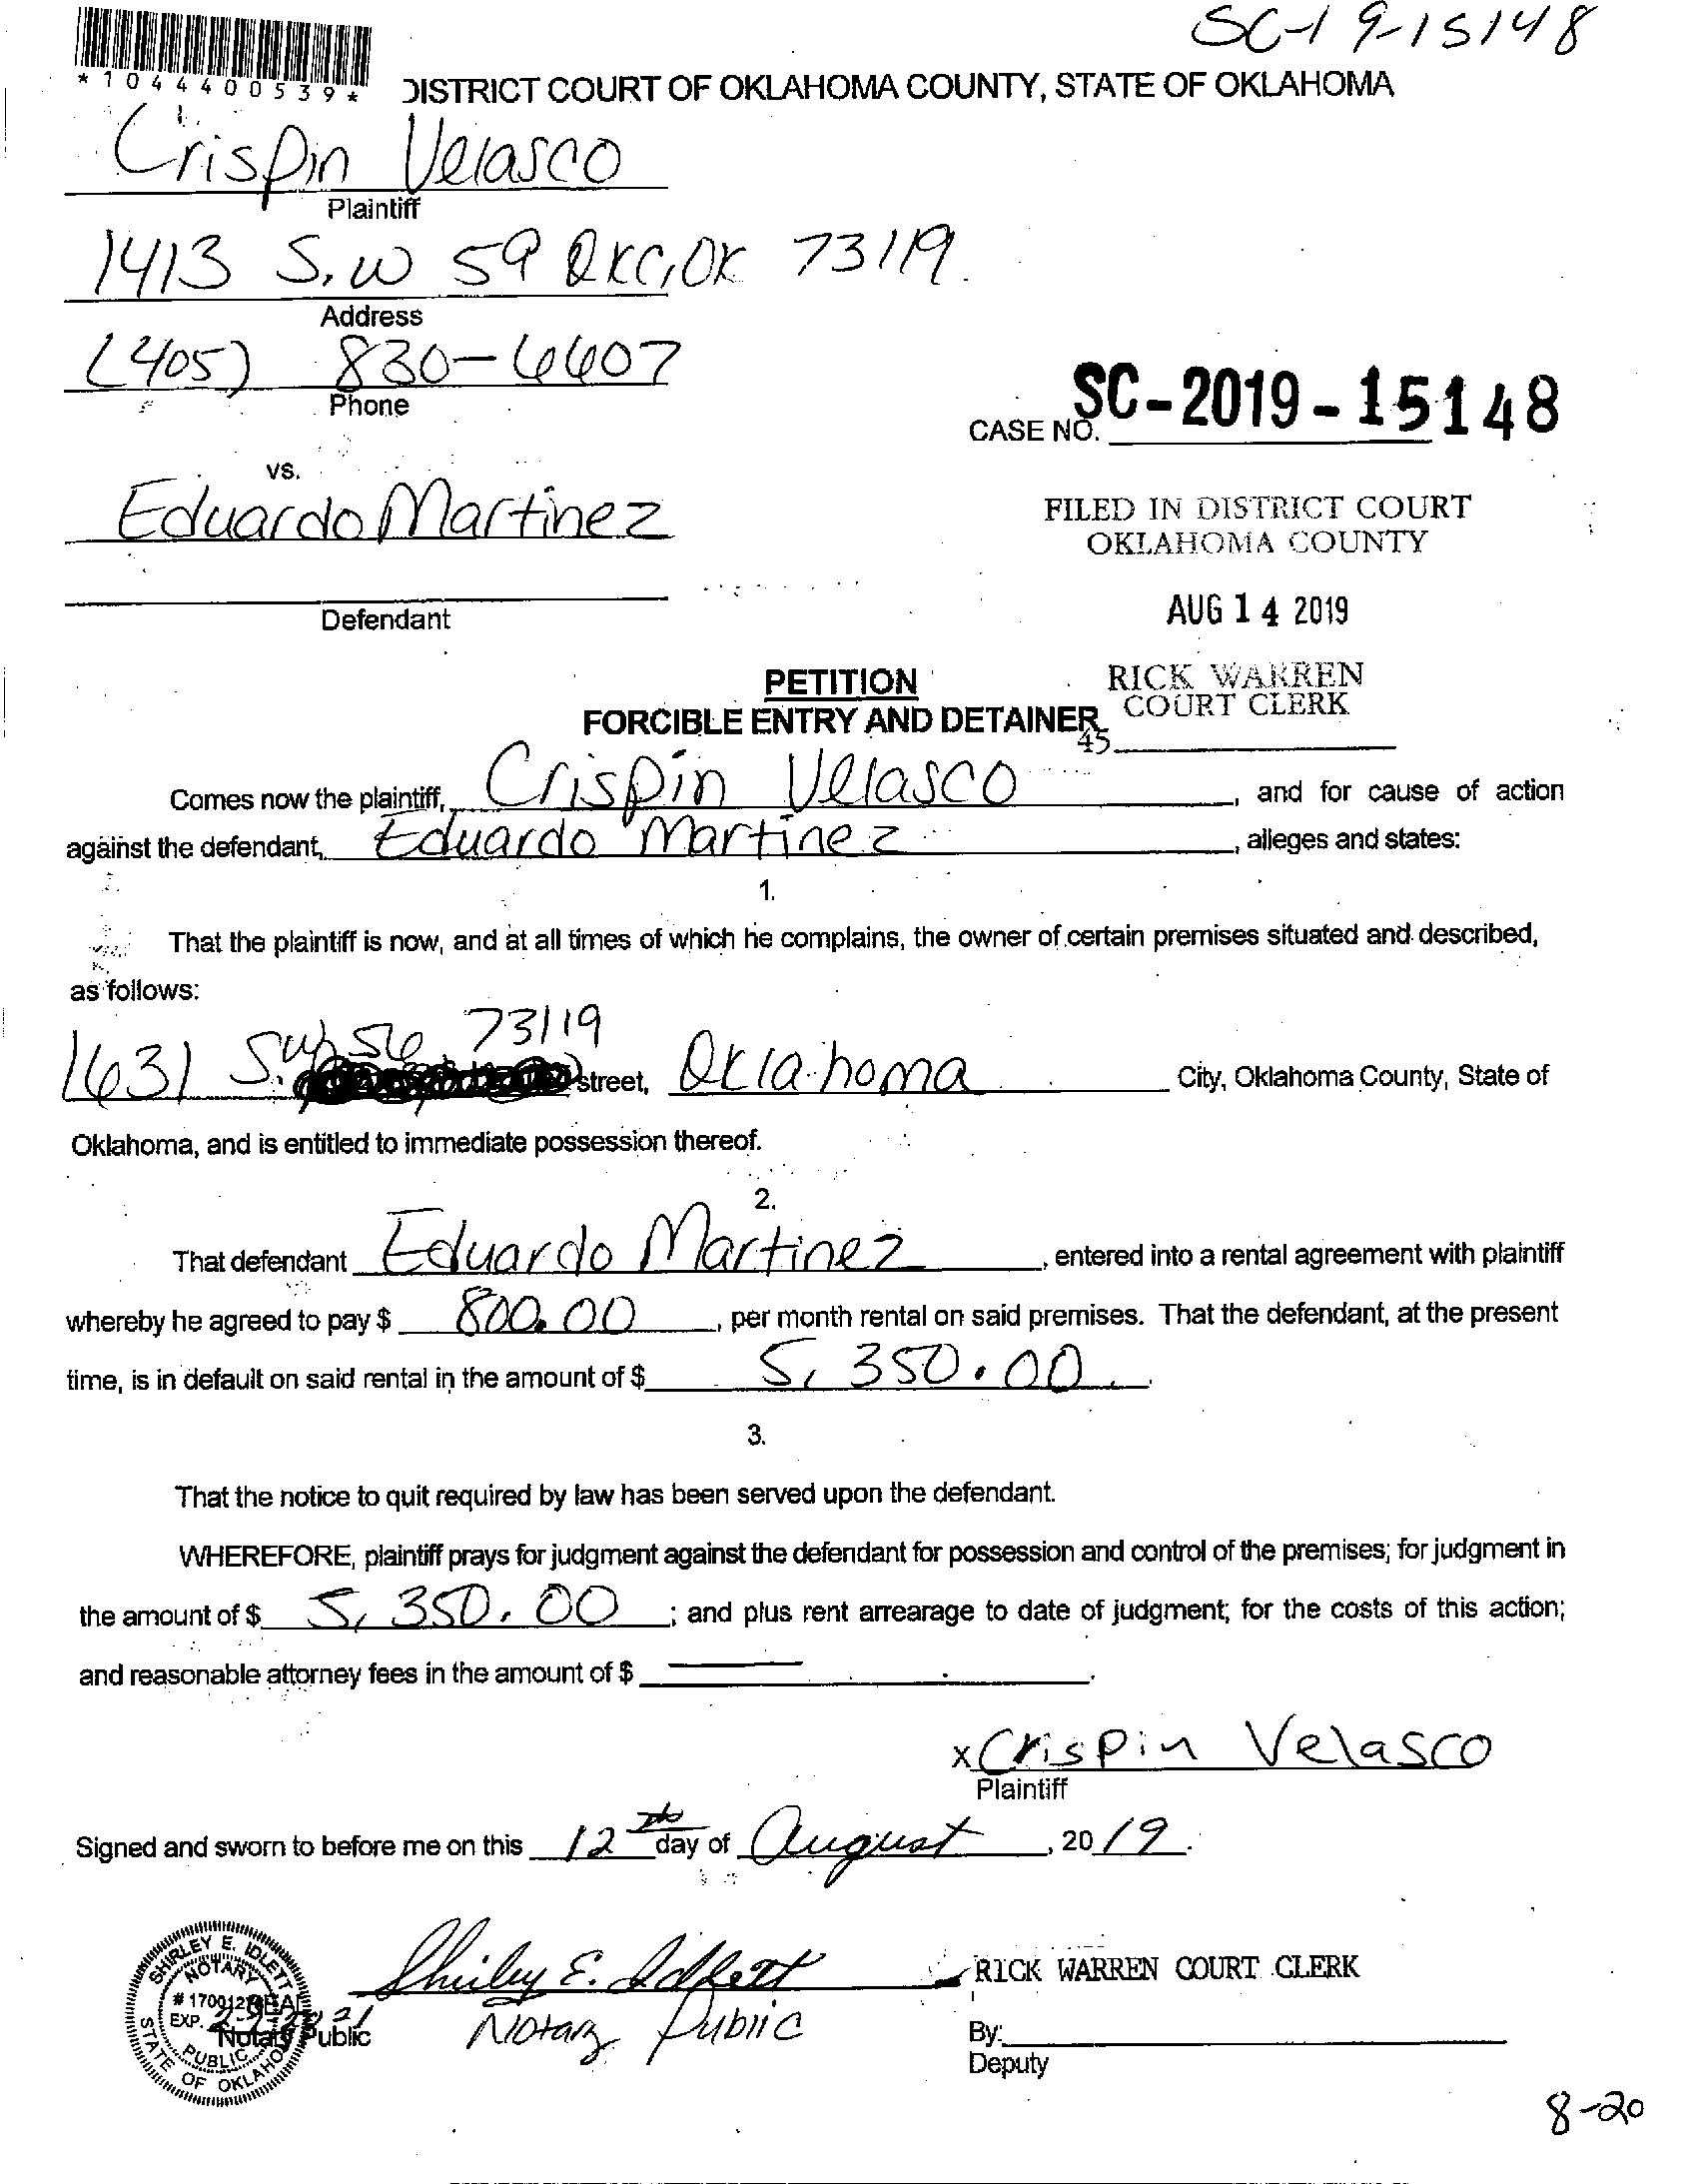 SC-19-15148
*1044400539*
DISTRICT COURT OF OKLAHOMA COUNTY, STATE OF OKLAHOMA
Crispin Velasco
Plaintiff
1413 S.W 59 OKC, OK 73119.
Address
(405) 830-6607
Phone
CASE NO. SC-2019-15148
vs.
Eduardo Martinez
FILED IN DISTRICT COURT
OKLAHOMA COUNTY
Defendant
AUG 14 2019
PETITION
RICK WARREN
COURT CLERK
FORCIBLE ENTRY AND DETAINER
45
Comes now the plaintiff, Crispin Velasco, and for cause of action
against the defendant, Eduardo Martinez, alleges and states:
1.
That the plaintiff is now, and at all times of which he complains, the owner of certain premises situated and described,
as follows:
1631 S.W 56 73119 street, Oklahoma City, Oklahoma County, State of
Oklahoma, and is entitled to immediate possession thereof.
2.
That defendant Eduardo Martinez, entered into a rental agreement with plaintiff
whereby he agreed to pay $ 800.00, per month rental on said premises. That the defendant, at the present
time, is in default on said rental in the amount of $ 5,350.00.
3.
That the notice to quit required by law has been served upon the defendant.
WHEREFORE, plaintiff prays for judgment against the defendant for possession and control of the premises; for judgment in
the amount of $ 5,350.00; and plus rent arrearage to date of judgment; for the costs of this action;
and reasonable attorney fees in the amount of $ .
x Crispin Velasco
Plaintiff
Signed and sworn to before me on this 12th day of August, 2019.
SHIRLEY E. IDLETT
NOTARY
EXP.
PUBLIC
STATE OF OKLAHOMA
Shirley E. Idlett
Notary Public
Notary Public
RICK WARREN COURT CLERK
By:
Deputy
8-20